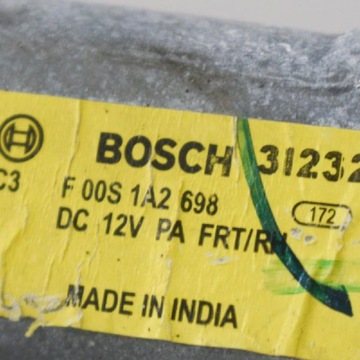 BOSCH 31232
C3 F 00S 1A2 698
172
DC 12V PA FRT/RH
MADE IN INDIA